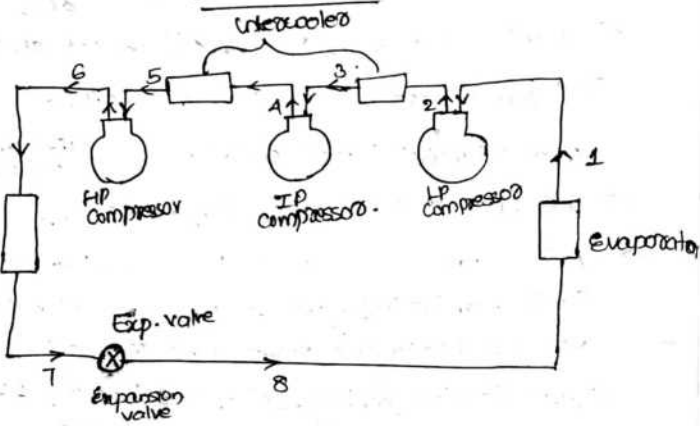 Intercooler
6
5
3
4
2
1
HP
compressor
IP
compressor.
LP
compressor
Evaporato
Exp. valve
7
8
Expansion
valve